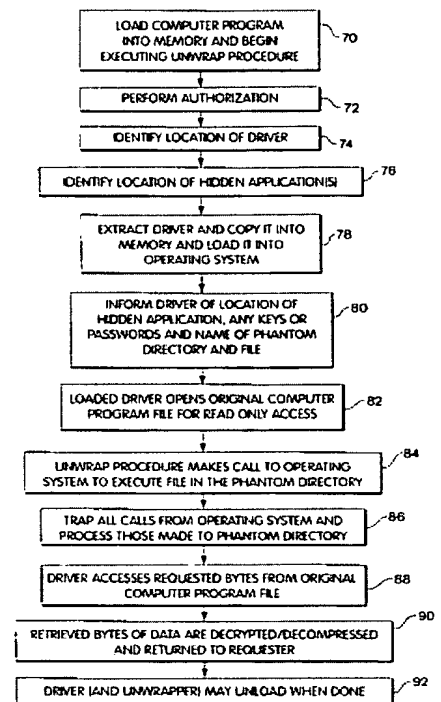 LOAD COMPUTER PROGRAM
INTO MEMORY AND BEGIN
EXECUTING UNWRAP PROCEDURE
70
PERFORM AUTHORIZATION
72
IDENTIFY LOCATION OF DRIVER
74
IDENTIFY LOCATION OF HIDDEN APPLICATION(S)
76
EXTRACT DRIVER AND COPY IT INTO
MEMORY AND LOAD IT INTO
OPERATING SYSTEM
78
INFORM DRIVER OF LOCATION OF
HIDDEN APPLICATION, ANY KEYS OR
PASSWORDS AND NAME OF PHANTOM
DIRECTORY AND FILE
80
LOADED DRIVER OPENS ORIGINAL COMPUTER
PROGRAM FILE FOR READ ONLY ACCESS
82
UNWRAP PROCEDURE MAKES CALL TO OPERATING
SYSTEM TO EXECUTE FILE IN THE PHANTOM DIRECTORY
84
TRAP ALL CALLS FROM OPERATING SYSTEM AND
PROCESS THOSE MADE TO PHANTOM DIRECTORY
86
DRIVER ACCESSES REQUESTED BYTES FROM ORIGINAL
COMPUTER PROGRAM FILE
88
RETRIEVED BYTES OF DATA ARE DECRYPTED/DECOMPRESSED
AND RETURNED TO REQUESTER
90
DRIVER (AND UNWRAPPER) MAY UNLOAD WHEN DONE
92